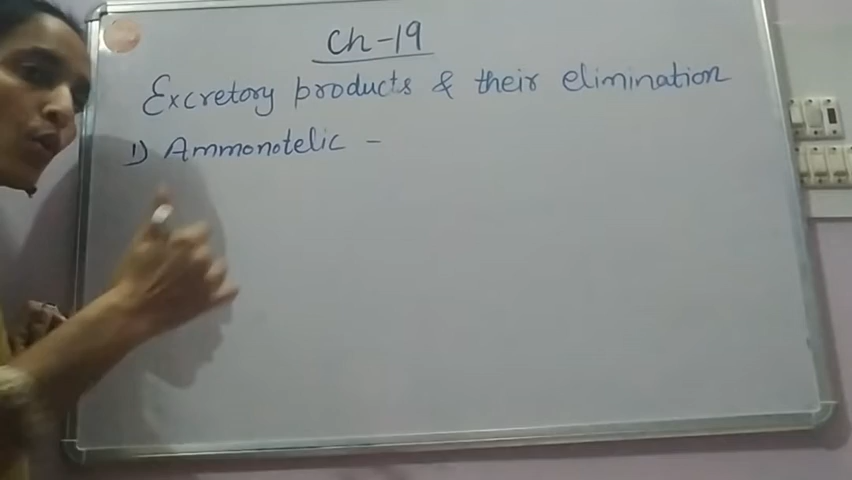 Ch-19
Excretory products & their elimination
1) Ammonotelic -